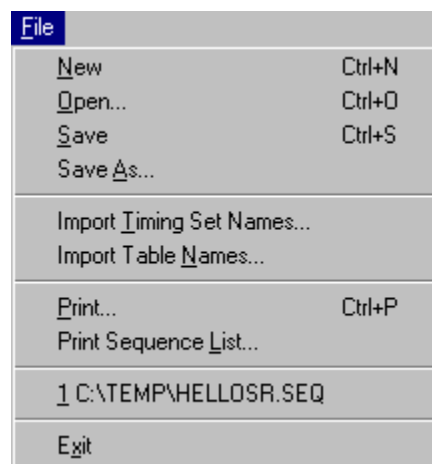 File
New Ctrl+N
Open... Ctrl+O
Save Ctrl+S
Save As...
Import Timing Set Names...
Import Table Names...
Print... Ctrl+P
Print Sequence List...
1 C:\TEMP\HELLOSR.SEQ
Exit